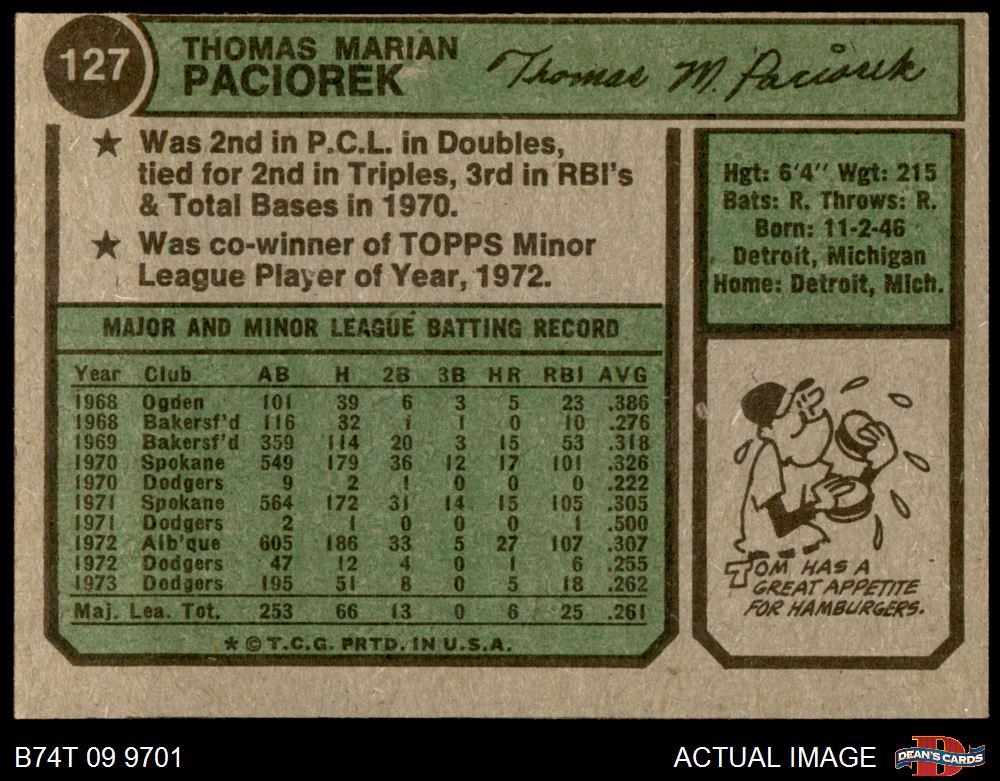 127
THOMAS MARIAN
PACIOREK
Thomas M. Paciorek
★ Was 2nd in P.C.L. in Doubles,
tied for 2nd in Triples, 3rd in RBI's
& Total Bases in 1970.
★ Was co-winner of TOPPS Minor
League Player of Year, 1972.
Hgt: 6'4" Wgt: 215
Bats: R. Throws: R.
Born: 11-2-46
Detroit, Michigan
Home: Detroit, Mich.
MAJOR AND MINOR LEAGUE BATTING RECORD
Year Club AB H 2B 3B HR RBI AVG
1968 Ogden 101 39 6 3 5 23 .386
1968 Bakersf'd 116 32 1 1 0 10 .276
1969 Bakersf'd 359 114 20 3 15 53 .318
1970 Spokane 549 179 36 12 17 101 .326
1970 Dodgers 9 2 1 0 0 0 .222
1971 Spokane 564 172 31 14 15 105 .305
1971 Dodgers 2 1 0 0 0 1 .500
1972 Alb'que 605 186 33 5 27 107 .307
1972 Dodgers 47 12 4 0 1 6 .255
1973 Dodgers 195 51 8 0 5 18 .262
Maj. Lea. Tot. 253 66 13 0 6 25 .261
* © T.C.G. PRTD. IN U.S.A.
TOM HAS A
GREAT APPETITE
FOR HAMBURGERS.
B74T 09 9701
ACTUAL IMAGE
D
DEAN'S CARDS